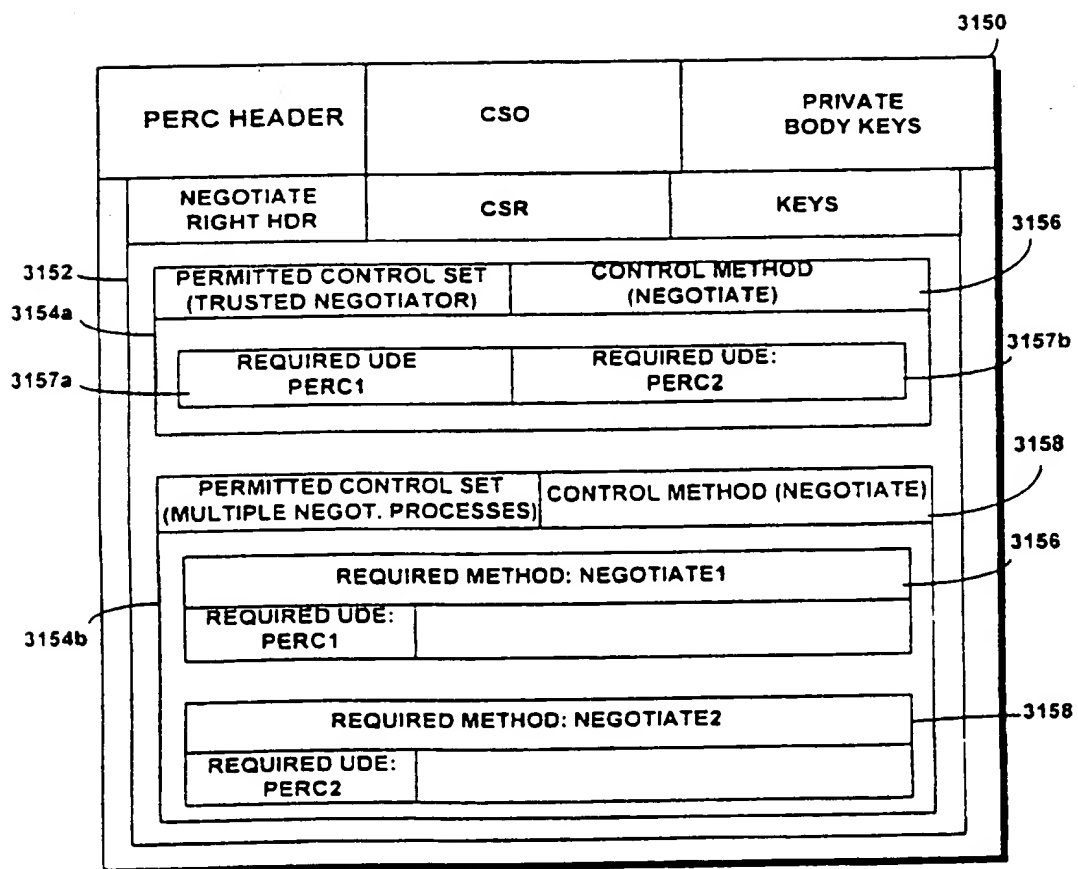 3150
PERC HEADER
CSO
PRIVATE
BODY KEYS
NEGOTIATE
RIGHT HDR
CSR
KEYS
3156
3152
PERMITTED CONTROL SET
(TRUSTED NEGOTIATOR)
CONTROL METHOD
(NEGOTIATE)
3154a
REQUIRED UDE
PERC1
REQUIRED UDE:
PERC2
3157b
3157a
3158
PERMITTED CONTROL SET
(MULTIPLE NEGOT. PROCESSES)
CONTROL METHOD (NEGOTIATE)
3156
REQUIRED METHOD: NEGOTIATE1
REQUIRED UDE:
PERC1
3154b
REQUIRED METHOD: NEGOTIATE2
3158
REQUIRED UDE:
PERC2